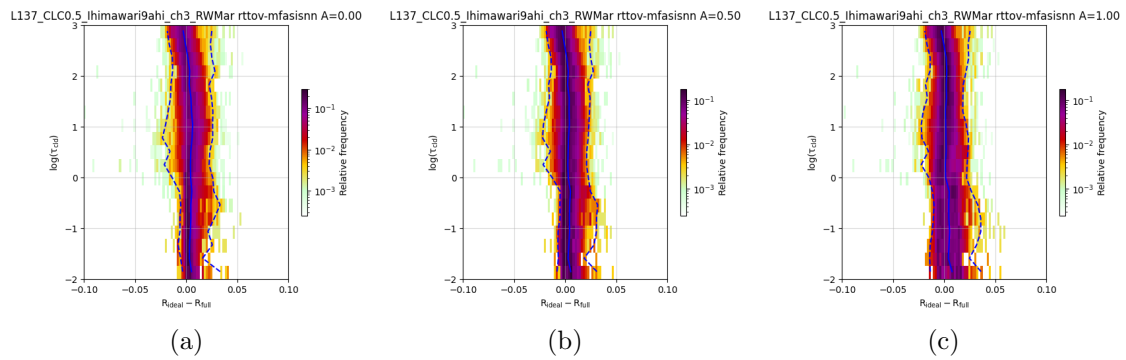 L137_CLC0.5_lhimawari9ahi_ch3_RWMar rttov-mfasisnn A=0.00
3
2
1
0
−1
−2
log(τcld)
−0.10
−0.05
0.00
0.05
0.10
Rideal − Rfull
10−1
10−2
10−3
Relative frequency
(a)
L137_CLC0.5_lhimawari9ahi_ch3_RWMar rttov-mfasisnn A=0.50
3
2
1
0
−1
−2
log(τcld)
−0.10
−0.05
0.00
0.05
0.10
Rideal − Rfull
10−1
10−2
10−3
Relative frequency
(b)
L137_CLC0.5_lhimawari9ahi_ch3_RWMar rttov-mfasisnn A=1.00
3
2
1
0
−1
−2
log(τcld)
−0.10
−0.05
0.00
0.05
0.10
Rideal − Rfull
10−1
10−2
10−3
Relative frequency
(c)